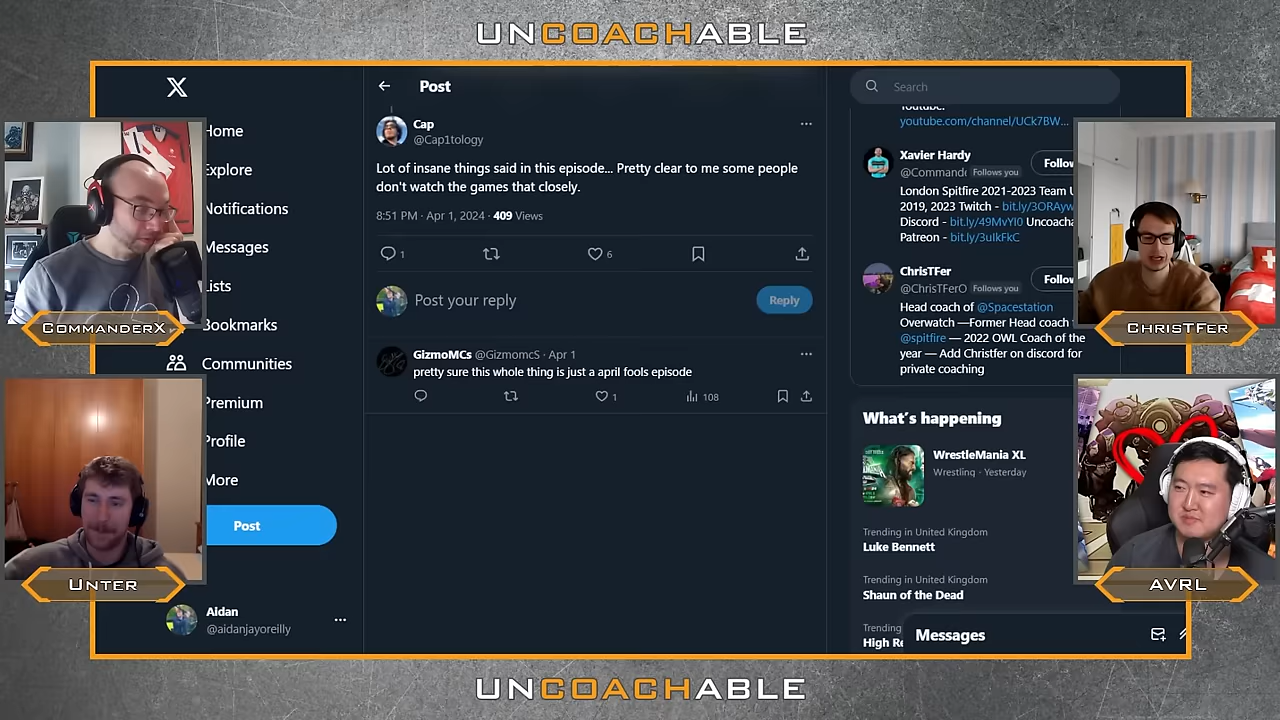 UNCOACHABLE
Home
Explore
Notifications
Messages
Lists
Bookmarks
Communities
Premium
Profile
More
Post
Aidan
@aidanjayoreilly
Post
Cap
@Cap1tology
Lot of insane things said in this episode... Pretty clear to me some people
don't watch the games that closely.
8:51 PM · Apr 1, 2024 · 409 Views
1
6
Post your reply
Reply
GizmoMCs @GizmomcS · Apr 1
pretty sure this whole thing is just a april fools episode
1
108
Search
Youtube:
youtube.com/channel/UCk7BW...
Xavier Hardy
@Commande Follows you
Follow
London Spitfire 2021-2023 Team U
2019, 2023 Twitch - bit.ly/3ORAyw
Discord - bit.ly/49MvYI0 Uncoacha
Patreon - bit.ly/3uIkFkC
ChrisTFer
@ChrisTFerO Follows you
Follow
Head coach of @Spacestation
Overwatch —Former Head coach
@spitfire — 2022 OWL Coach of the
year — Add Christfer on discord for
private coaching
What's happening
WrestleMania XL
Wrestling · Yesterday
Trending in United Kingdom
Luke Bennett
Trending in United Kingdom
Shaun of the Dead
Trending
High Re
Messages
CommanderX
Unter
ChrisTFer
AVRL
UNCOACHABLE